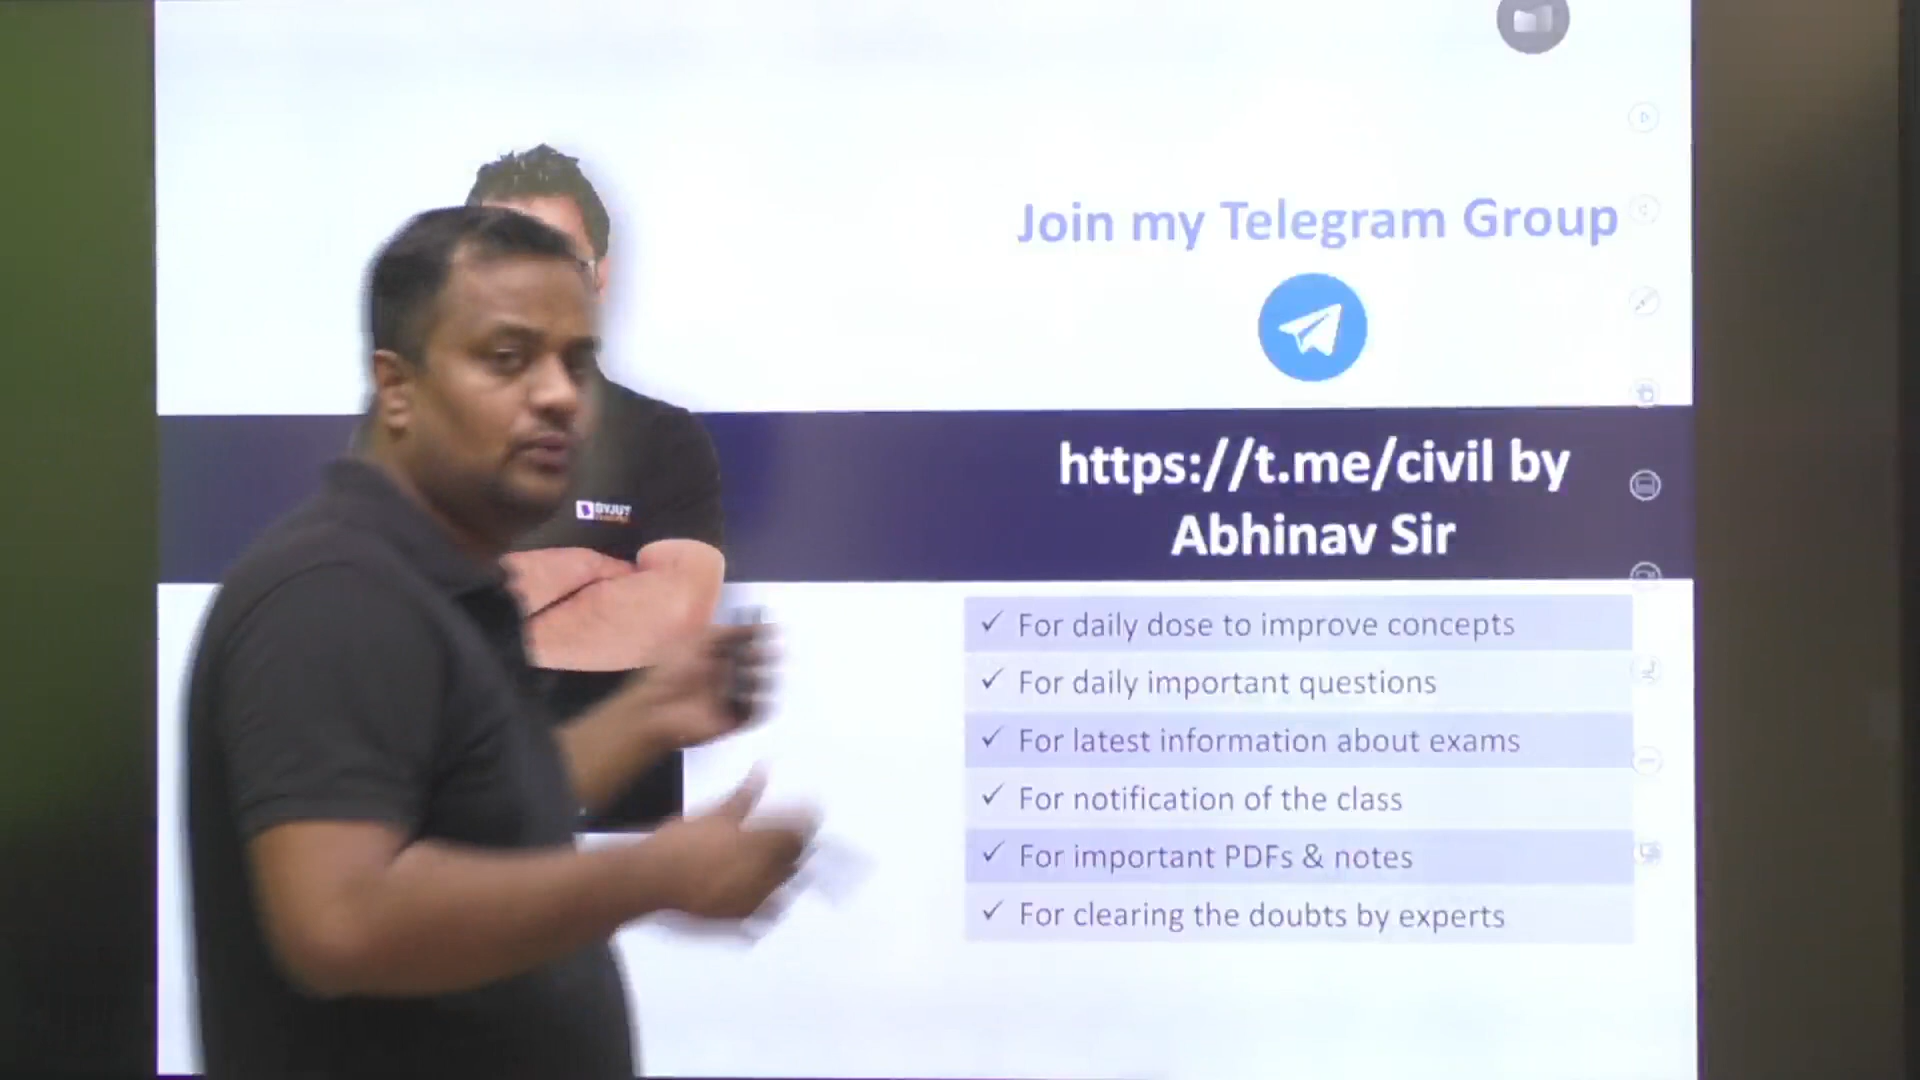 Join my Telegram Group
https://t.me/civil by
Abhinav Sir
BYJU'S
✓ For daily dose to improve concepts
✓ For daily important questions
✓ For latest information about exams
✓ For notification of the class
✓ For important PDFs & notes
✓ For clearing the doubts by experts